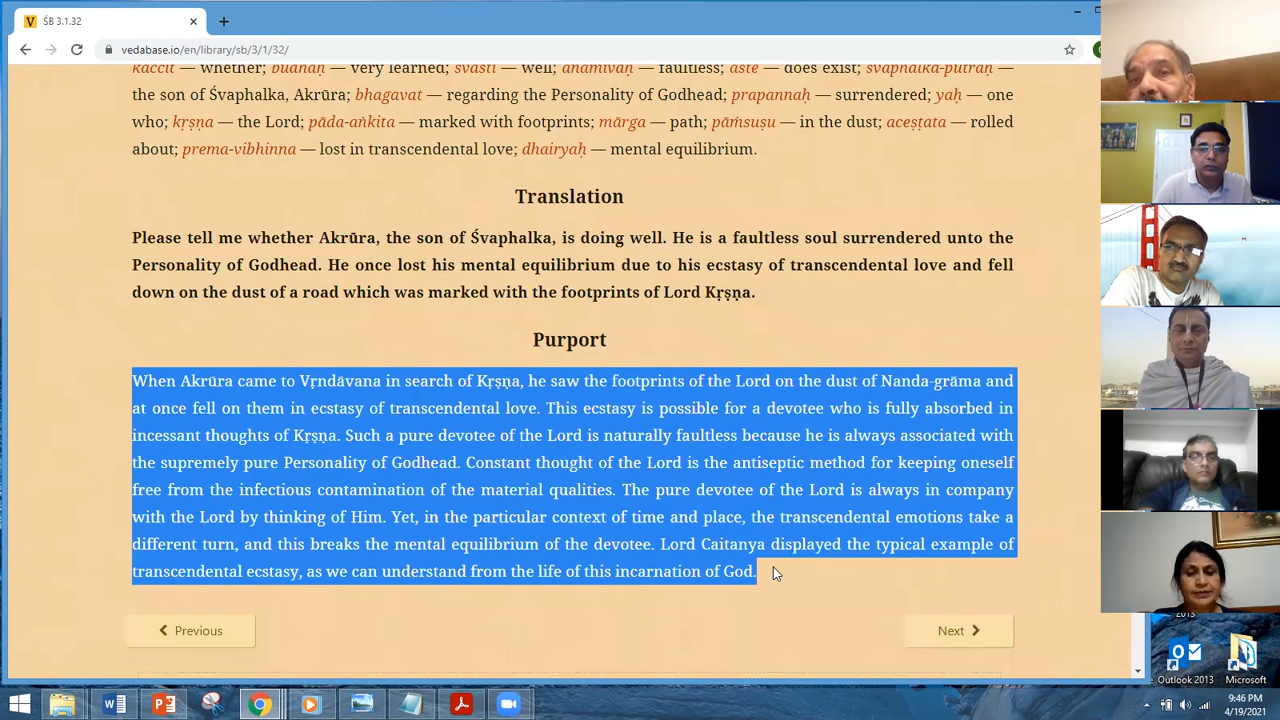 ŚB 3.1.32
vedabase.io/en/library/sb/3/1/32/
kaccit — whether; budhaḥ — very learned; svasti — well; anamīvaḥ — faultless; āste — does exist; śvaphalka-putraḥ —
the son of Śvaphalka, Akrūra; bhagavat — regarding the Personality of Godhead; prapannaḥ — surrendered; yaḥ — one
who; kṛṣṇa — the Lord; pāda-aṅkita — marked with footprints; mārga — path; pāṁsuṣu — in the dust; aceṣṭata — rolled
about; prema-vibhinna — lost in transcendental love; dhairyaḥ — mental equilibrium.
Translation
Please tell me whether Akrūra, the son of Śvaphalka, is doing well. He is a faultless soul surrendered unto the
Personality of Godhead. He once lost his mental equilibrium due to his ecstasy of transcendental love and fell
down on the dust of a road which was marked with the footprints of Lord Kṛṣṇa.
Purport
When Akrūra came to Vṛndāvana in search of Kṛṣṇa, he saw the footprints of the Lord on the dust of Nanda-grāma and
at once fell on them in ecstasy of transcendental love. This ecstasy is possible for a devotee who is fully absorbed in
incessant thoughts of Kṛṣṇa. Such a pure devotee of the Lord is naturally faultless because he is always associated with
the supremely pure Personality of Godhead. Constant thought of the Lord is the antiseptic method for keeping oneself
free from the infectious contamination of the material qualities. The pure devotee of the Lord is always in company
with the Lord by thinking of Him. Yet, in the particular context of time and place, the transcendental emotions take a
different turn, and this breaks the mental equilibrium of the devotee. Lord Caitanya displayed the typical example of
transcendental ecstasy, as we can understand from the life of this incarnation of God.
Previous
Next
2013
Outlook 2013
Microsoft
9:46 PM
4/19/2021